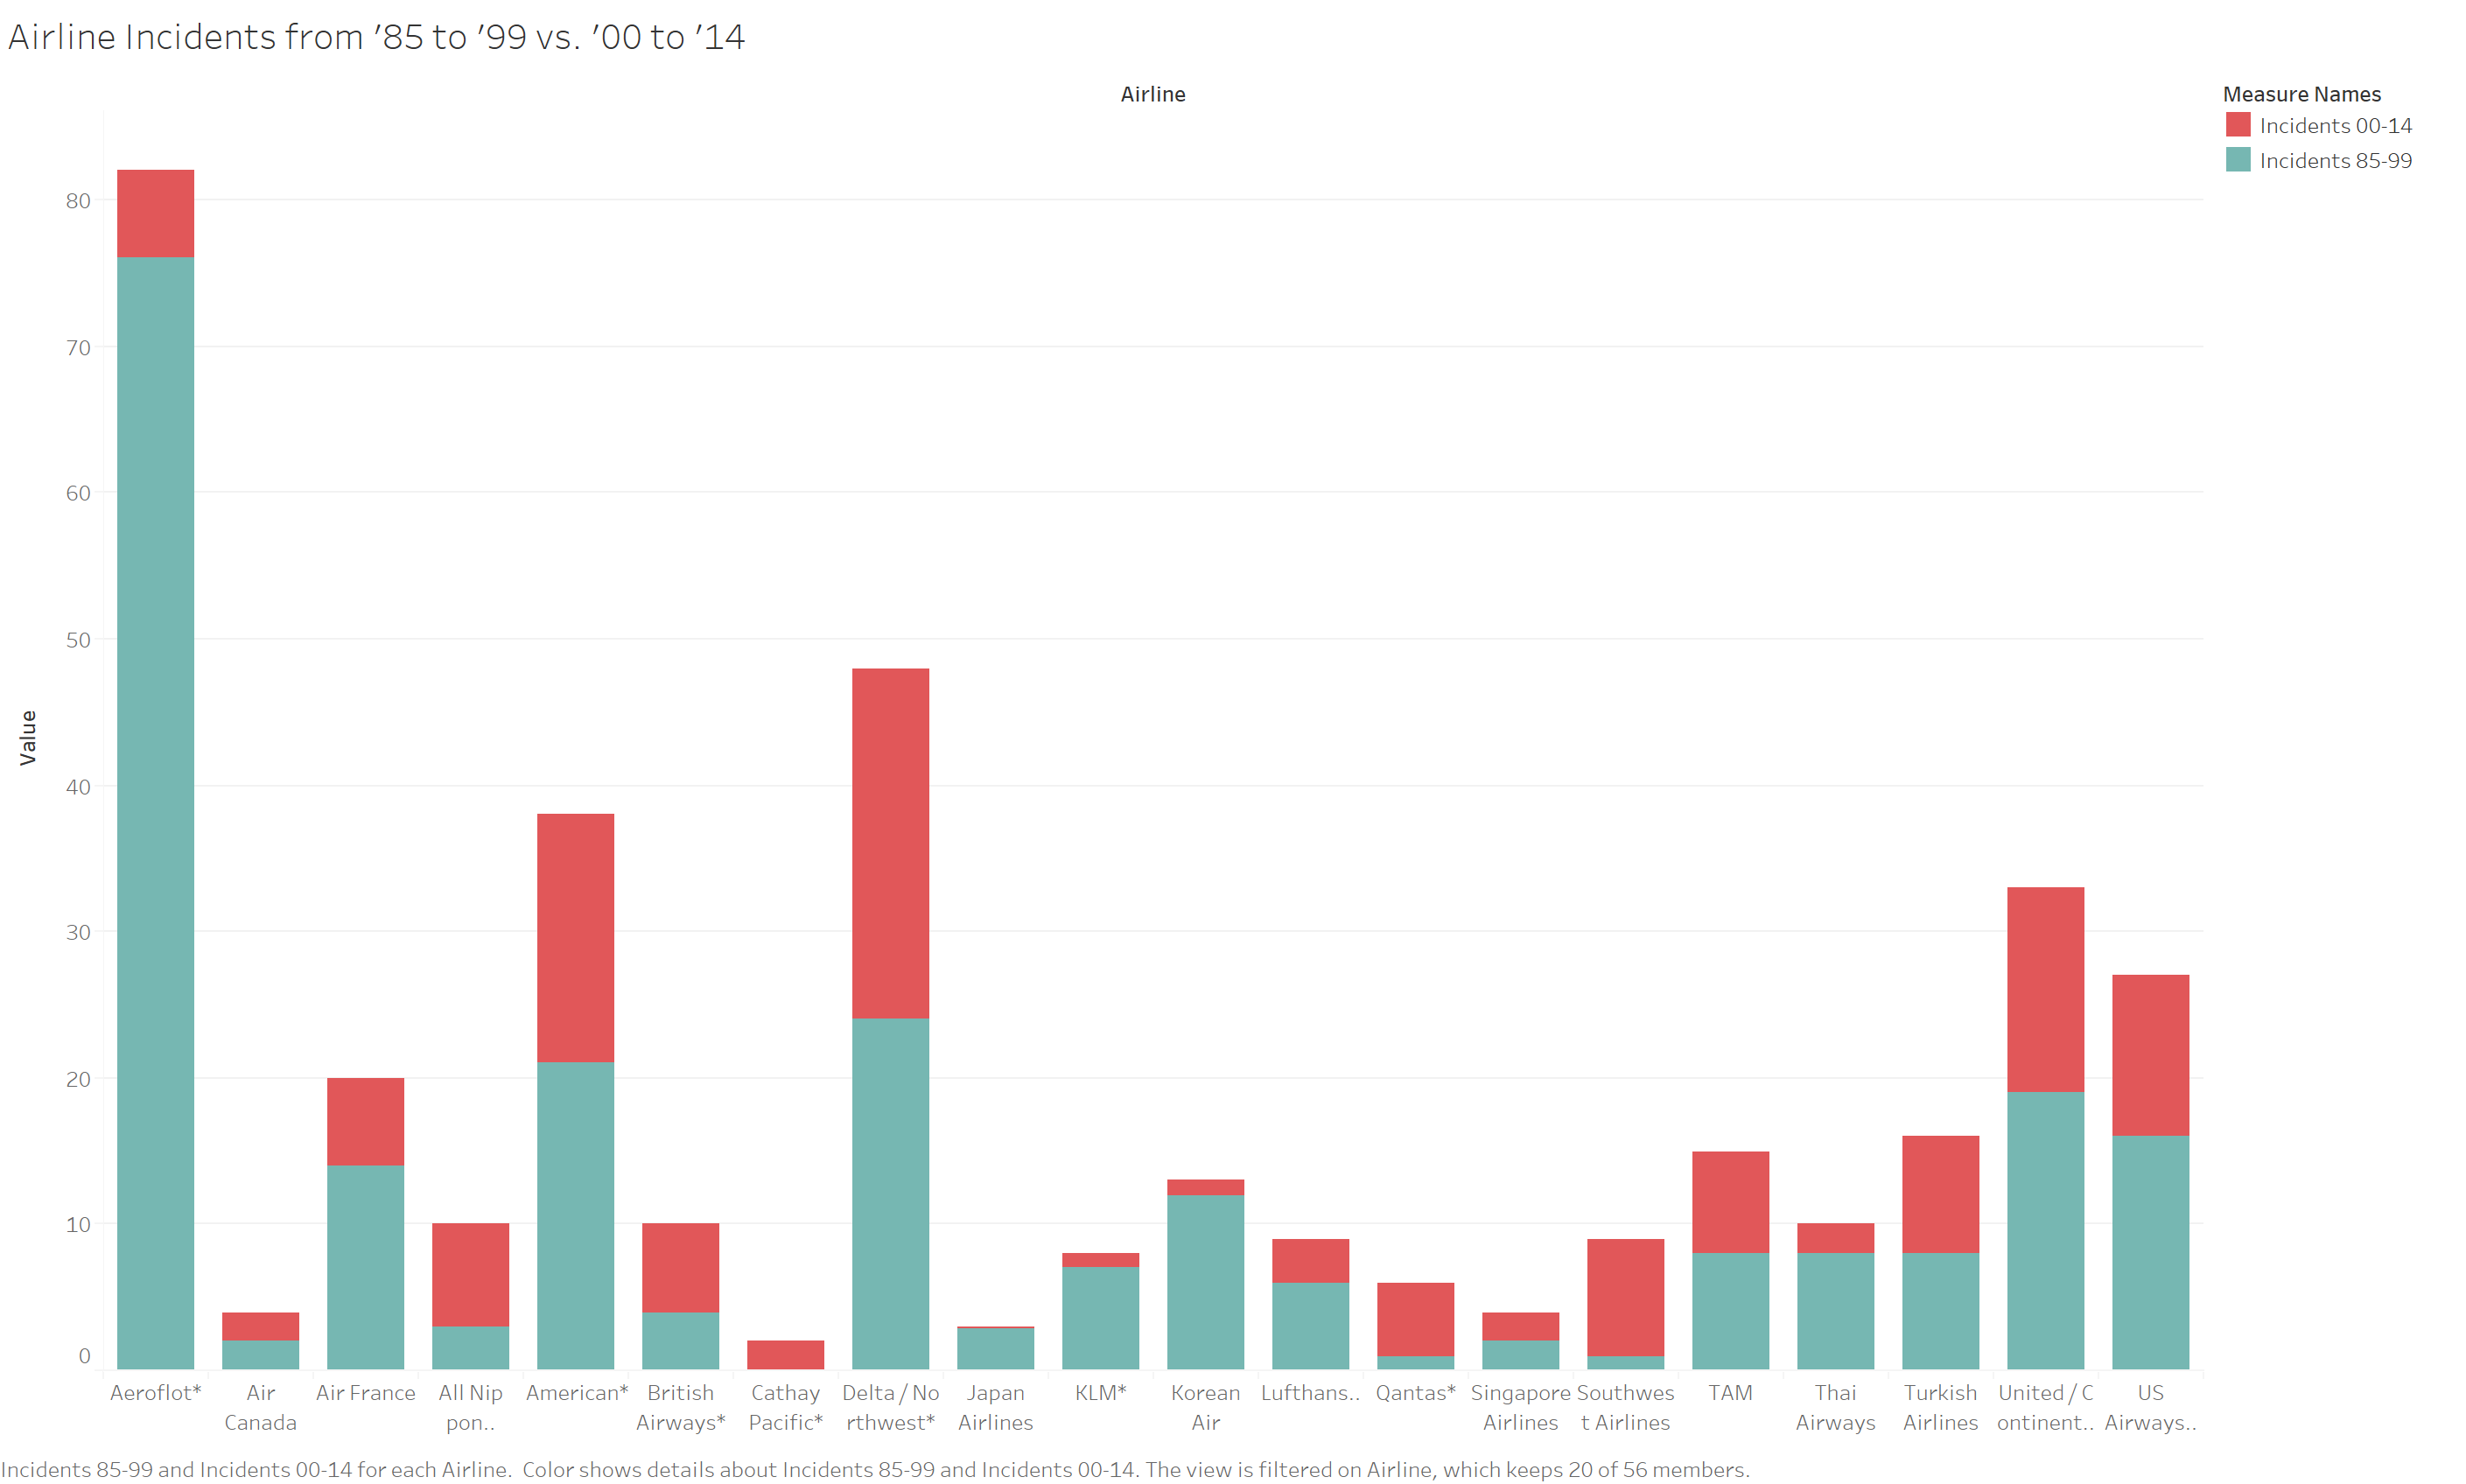 Airline Incidents from ’85 to ’99 vs. ’00 to ’14
Airline
Measure Names
Incidents 00-14
Incidents 85-99
80
70
60
50
40
30
20
10
0
Value
Aeroflot*
Air
Canada
Air France
All Nip
pon..
American*
British
Airways*
Cathay
Pacific*
Delta / No
rthwest*
Japan
Airlines
KLM*
Korean
Air
Lufthans..
Qantas*
Singapore
Airlines
Southwes
t Airlines
TAM
Thai
Airways
Turkish
Airlines
United / C
ontinent..
US
Airways..
Incidents 85-99 and Incidents 00-14 for each Airline.  Color shows details about Incidents 85-99 and Incidents 00-14. The view is filtered on Airline, which keeps 20 of 56 members.